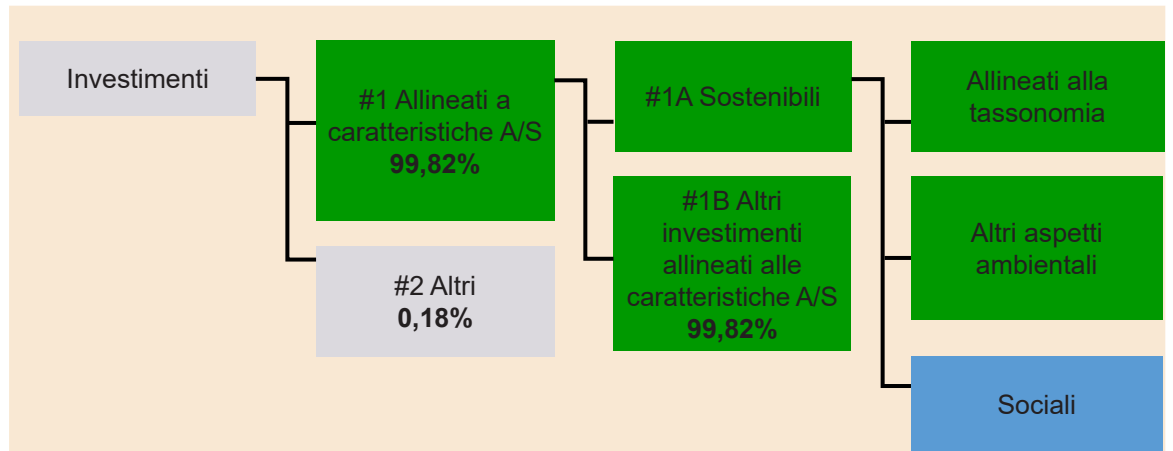 Investimenti
#1 Allineati a
caratteristiche A/S
99,82%
#2 Altri
0,18%
#1A Sostenibili
#1B Altri
investimenti
allineati alle
caratteristiche A/S
99,82%
Allineati alla
tassonomia
Altri aspetti
ambientali
Sociali